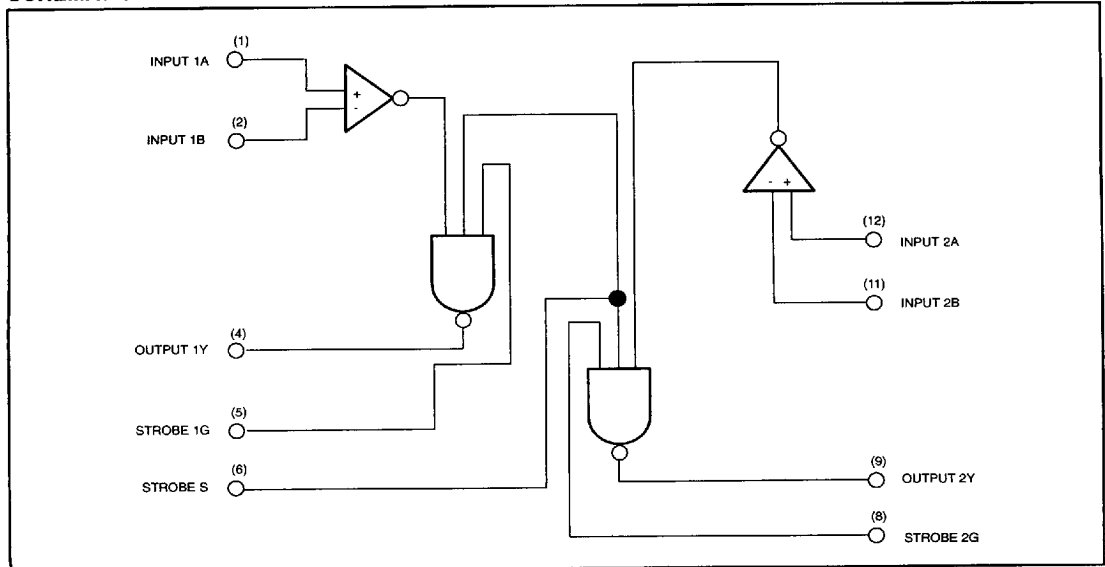 (1)
INPUT 1A
+
-
(2)
INPUT 1B
- +
(12)
INPUT 2A
(11)
INPUT 2B
(4)
OUTPUT 1Y
(5)
STROBE 1G
(6)
STROBE S
(9)
OUTPUT 2Y
(8)
STROBE 2G